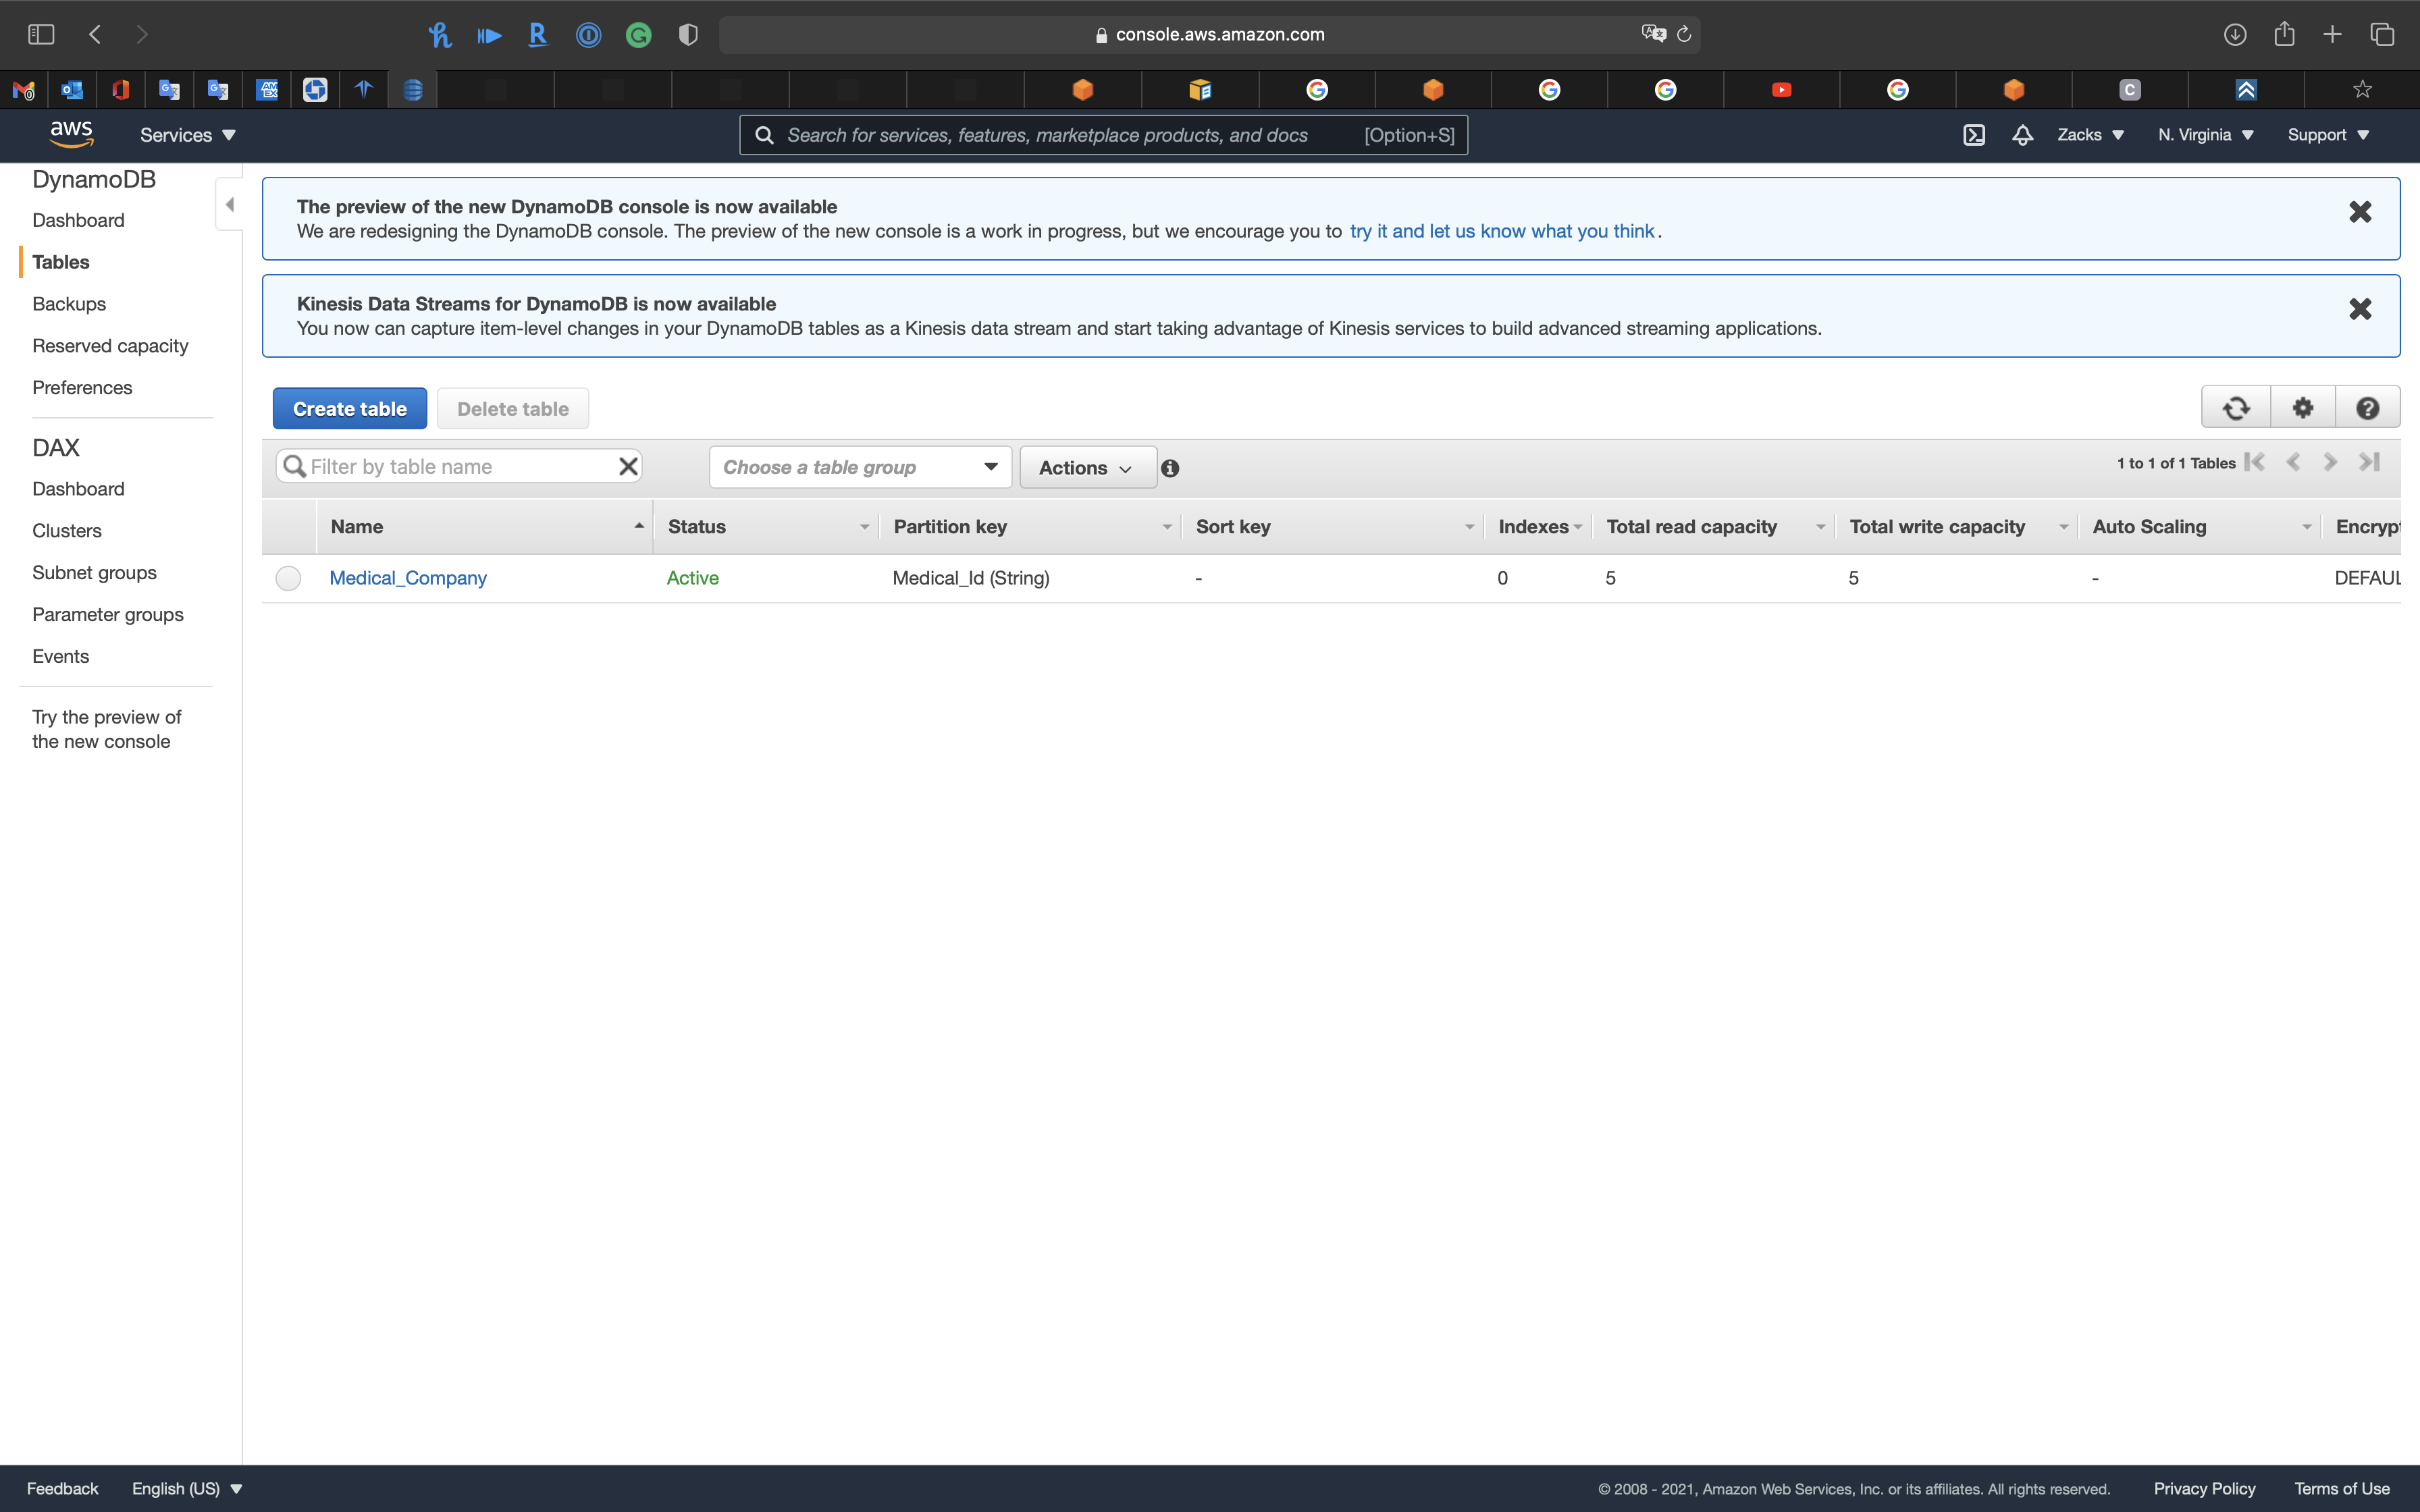 console.aws.amazon.com
aws
Services
Search for services, features, marketplace products, and docs
[Option+S]
Zacks
N. Virginia
Support
DynamoDB
Dashboard
Tables
Backups
Reserved capacity
Preferences
DAX
Dashboard
Clusters
Subnet groups
Parameter groups
Events
Try the preview of
the new console
The preview of the new DynamoDB console is now available
We are redesigning the DynamoDB console. The preview of the new console is a work in progress, but we encourage you to try it and let us know what you think.
Kinesis Data Streams for DynamoDB is now available
You now can capture item-level changes in your DynamoDB tables as a Kinesis data stream and start taking advantage of Kinesis services to build advanced streaming applications.
Create table
Delete table
Filter by table name
Choose a table group
Actions
1 to 1 of 1 Tables
Name Status Partition key Sort key Indexes Total read capacity Total write capacity Auto Scaling Encryp
Medical_Company Active Medical_Id (String) - 0 5 5 - DEFAUL
Feedback
English (US)
© 2008 - 2021, Amazon Web Services, Inc. or its affiliates. All rights reserved.
Privacy Policy
Terms of Use